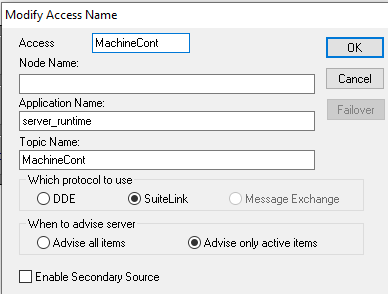 Modify Access Name
Access MachineCont
OK
Node Name:
Cancel
Application Name:
Failover
server_runtime
Topic Name:
MachineCont
Which protocol to use
DDE SuiteLink Message Exchange
When to advise server
Advise all items Advise only active items
Enable Secondary Source